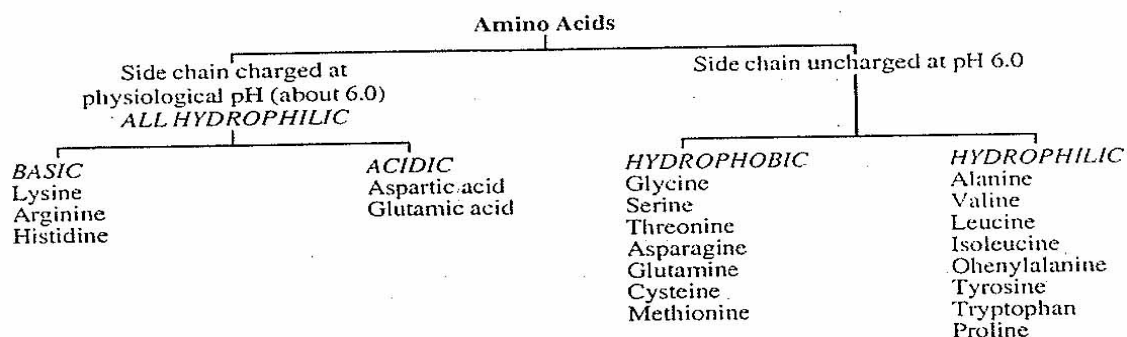 Amino Acids
Side chain charged at
physiological pH (about 6.0)
ALL HYDROPHILIC
BASIC
Lysine
Arginine
Histidine
ACIDIC
Aspartic acid
Glutamic acid
Side chain uncharged at pH 6.0
HYDROPHOBIC
Glycine
Serine
Threonine
Asparagine
Glutamine
Cysteine
Methionine
HYDROPHILIC
Alanine
Valine
Leucine
Isoleucine
Ohenylalanine
Tyrosine
Tryptophan
Proline